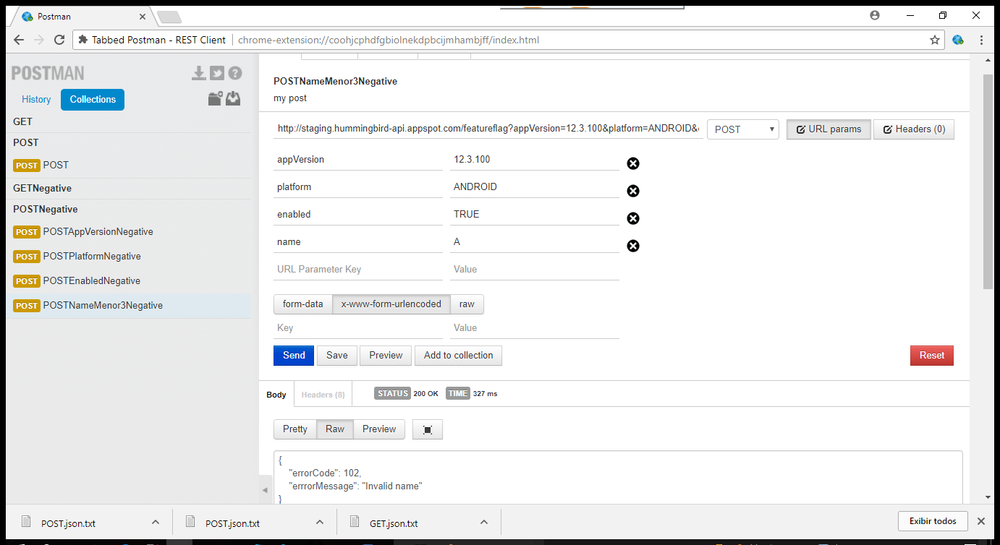 Postman
Tabbed Postman - REST Client chrome-extension://coohjcphdfgbiolnekdpbcijmhambjff/index.html
POSTMAN
History Collections
GET
POST
POST POST
GETNegative
POSTNegative
POST POSTAppVersionNegative
POST POSTPlatformNegative
POST POSTEnabledNegative
POST POSTNameMenor3Negative
POSTNameMenor3Negative
my post
http://staging.hummingbird-api.appspot.com/featureflag?appVersion=12.3.100&platform=ANDROID& POST URL params Headers (0)
appVersion 12.3.100
platform ANDROID
enabled TRUE
name A
URL Parameter Key Value
form-data x-www-form-urlencoded raw
Key Value
Send Save Preview Add to collection Reset
Body Headers (8) STATUS 200 OK TIME 327 ms
Pretty Raw Preview
{
"errorCode": 102,
"errrorMessage": "Invalid name"
}
POST.json.txt POST.json.txt GET.json.txt Exibir todos